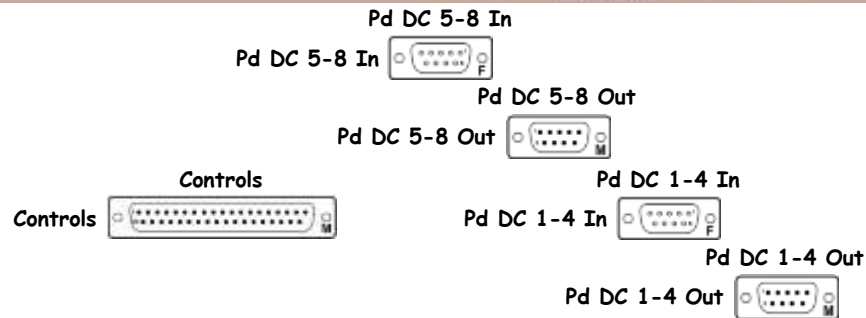 Pd DC 5-8 In
Pd DC 5-8 In
F
Pd DC 5-8 Out
Pd DC 5-8 Out
M
Controls
Controls
M
Pd DC 1-4 In
Pd DC 1-4 In
F
Pd DC 1-4 Out
Pd DC 1-4 Out
M